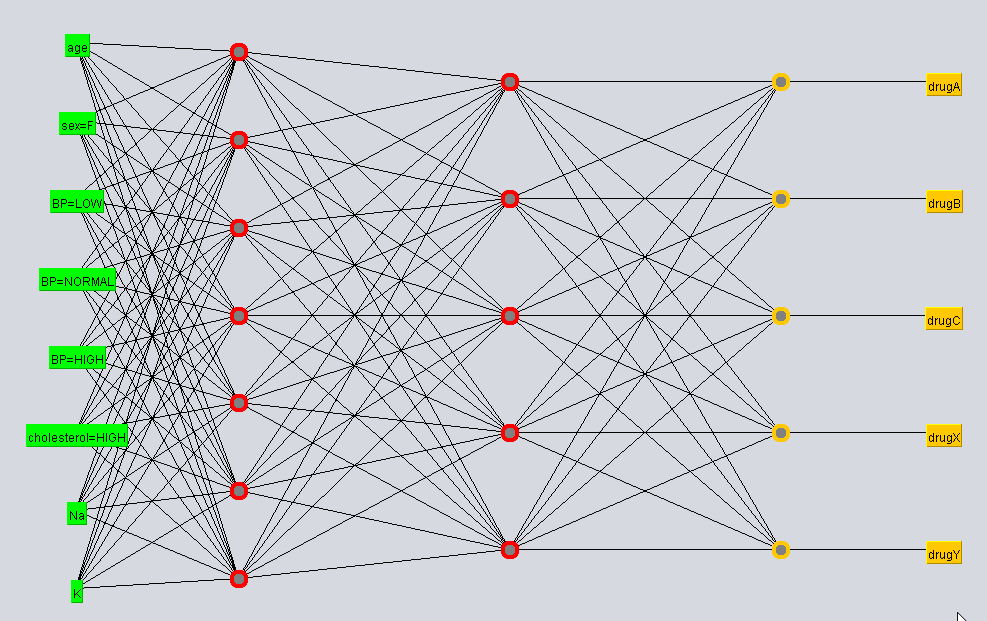 age
sex=F
BP=LOW
BP=NORMAL
BP=HIGH
cholesterol=HIGH
Na
K
drugA
drugB
drugC
drugX
drugY